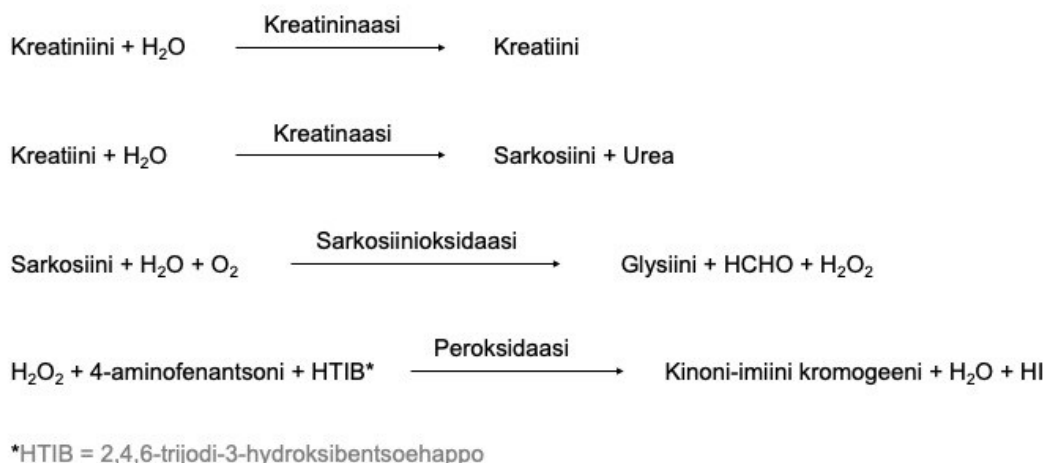 Kreatininaasi
Kreatiniini + H₂O → Kreatiini
Kreatinaasi
Kreatiini + H₂O → Sarkosiini + Urea
Sarkosiinioksidaasi
Sarkosiini + H₂O + O₂ → Glysiini + HCHO + H₂O₂
Peroksidaasi
H₂O₂ + 4-aminofenantsoni + HTIB* → Kinoni-imiini kromogeeni + H₂O + HI
*HTIB = 2,4,6-trijodi-3-hydroksibentsoehappo